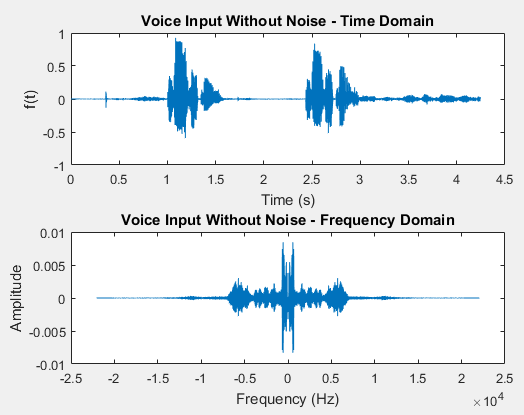 Voice Input Without Noise - Time Domain
1
0.5
0
-0.5
-1
f(t)
0 0.5 1 1.5 2 2.5 3 3.5 4 4.5
Time (s)
Voice Input Without Noise - Frequency Domain
0.01
0.005
0
-0.005
-0.01
Amplitude
-2.5 -2 -1.5 -1 -0.5 0 0.5 1 1.5 2 2.5
Frequency (Hz)
×10⁴